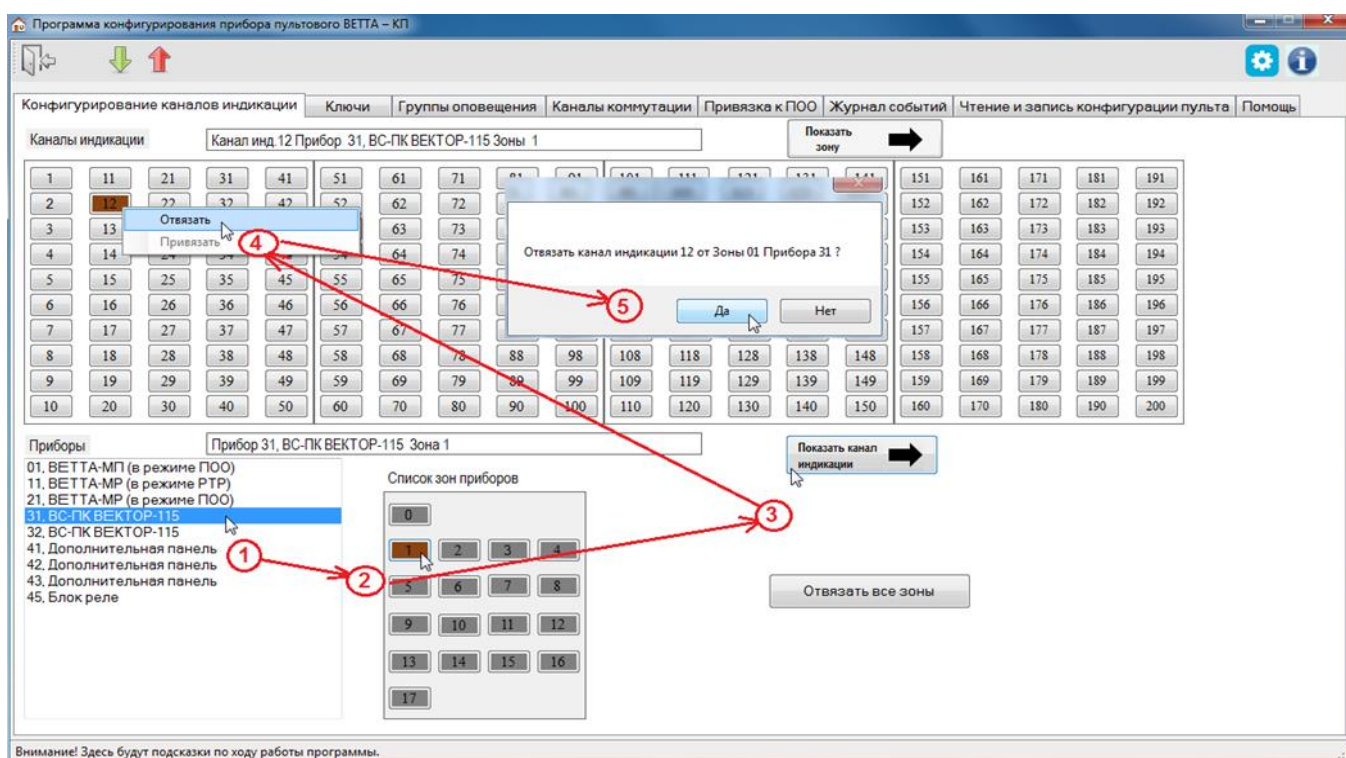 Программа конфигурирования прибора пультового ВЕТТА – КП
Конфигурирование каналов индикации Ключи Группы оповещения Каналы коммутации Привязка к ПОО Журнал событий Чтение и запись конфигурации пульта Помощь
Каналы индикации Канал инд.12 Прибор 31, ВС-ПК ВЕКТОР-115 Зоны 1 Показать
зону
1 11 21 31 41 51 61 71 81 91 101 111 121 131 141 151 161 171 181 191
2 12 22 32 42 52 62 72 152 162 172 182 192
Отвязать
3 13 63 73 153 163 173 183 193
Привязать 4
4 14 24 34 54 64 74 Отвязать канал индикации 12 от Зоны 01 Прибора 31 ? 154 164 174 184 194
5 15 25 35 45 55 65 75 155 165 175 185 195
6 16 26 36 46 56 66 76 5 Да Нет 156 166 176 186 196
7 17 27 37 47 57 67 77 157 167 177 187 197
8 18 28 38 48 58 68 78 88 98 108 118 128 138 148 158 168 178 188 198
9 19 29 39 49 59 69 79 89 99 109 119 129 139 149 159 169 179 189 199
10 20 30 40 50 60 70 80 90 100 110 120 130 140 150 160 170 180 190 200
Приборы Прибор 31, ВС-ПК ВЕКТОР-115 Зона 1 Показать канал
индикации
01, ВЕТТА-МП (в режиме ПОО)
11, ВЕТТА-МР (в режиме РТР)
21, ВЕТТА-МР (в режиме ПОО)
31, ВС-ПК ВЕКТОР-115
32, ВС-ПК ВЕКТОР-115
41, Дополнительная панель
42, Дополнительная панель
43, Дополнительная панель
45, Блок реле
1
2
3
Список зон приборов
0
1 2 3 4
5 6 7 8
9 10 11 12
13 14 15 16
17
Отвязать все зоны
Внимание! Здесь будут подсказки по ходу работы программы.